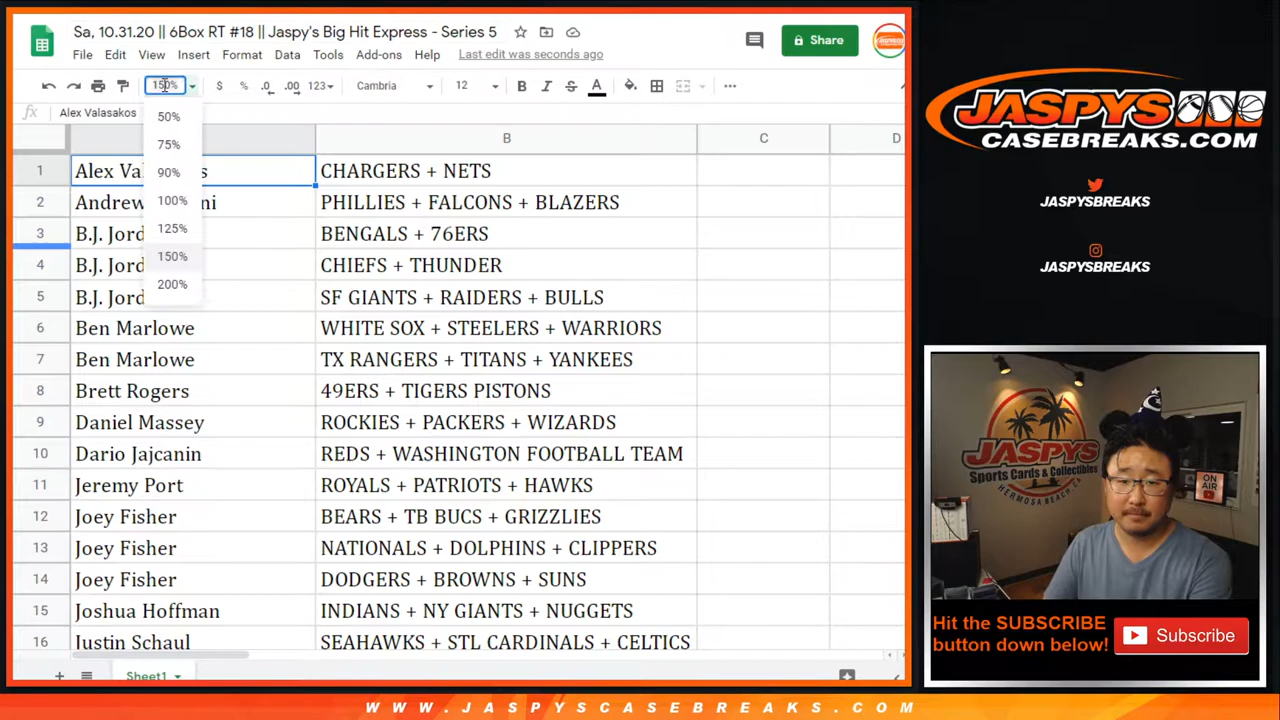 Sa, 10.31.20 || 6Box RT #18 || Jaspy's Big Hit Express - Series 5
File Edit View Insert Format Data Tools Add-ons Help Last edit was seconds ago
Share
150% $ % .0 .00 123 Cambria 12 B I S A
fx Alex Valasakos
50%
75%
90%
100%
125%
150%
200%
B C D
1 Alex CHARGERS + NETS
2 Andrew PHILLIES + FALCONS + BLAZERS
3 B.J. BENGALS + 76ERS
4 B.J. CHIEFS + THUNDER
5 B.J. SF GIANTS + RAIDERS + BULLS
6 Ben Marlowe WHITE SOX + STEELERS + WARRIORS
7 Ben Marlowe TX RANGERS + TITANS + YANKEES
8 Brett Rogers 49ERS + TIGERS PISTONS
9 Daniel Massey ROCKIES + PACKERS + WIZARDS
10 Dario Jajcanin REDS + WASHINGTON FOOTBALL TEAM
11 Jeremy Port ROYALS + PATRIOTS + HAWKS
12 Joey Fisher BEARS + TB BUCS + GRIZZLIES
13 Joey Fisher NATIONALS + DOLPHINS + CLIPPERS
14 Joey Fisher DODGERS + BROWNS + SUNS
15 Joshua Hoffman INDIANS + NY GIANTS + NUGGETS
16 Justin Schaul SEAHAWKS + STL CARDINALS + CELTICS
Sheet1
JASPYS
CASEBREAKS.COM
JASPYSBREAKS
JASPYSBREAKS
JASPYS
Sports Cards & Collectibles
HERMOSA BEACH
ON AIR
Hit the SUBSCRIBE
button down below!
Subscribe
WWW.JASPYSCASEBREAKS.COM